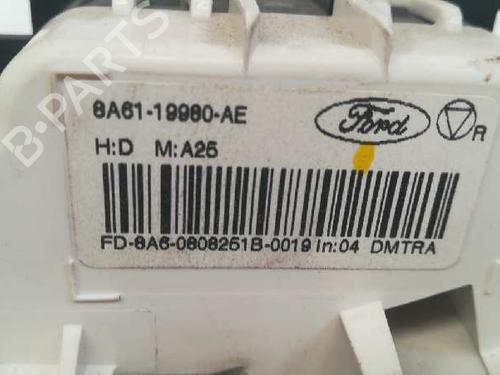 8A61-19980-AE
Ford
R
H:D M:A25
FD-8A6-0808251B-0019 In:04 DMTRA
B-PARTS